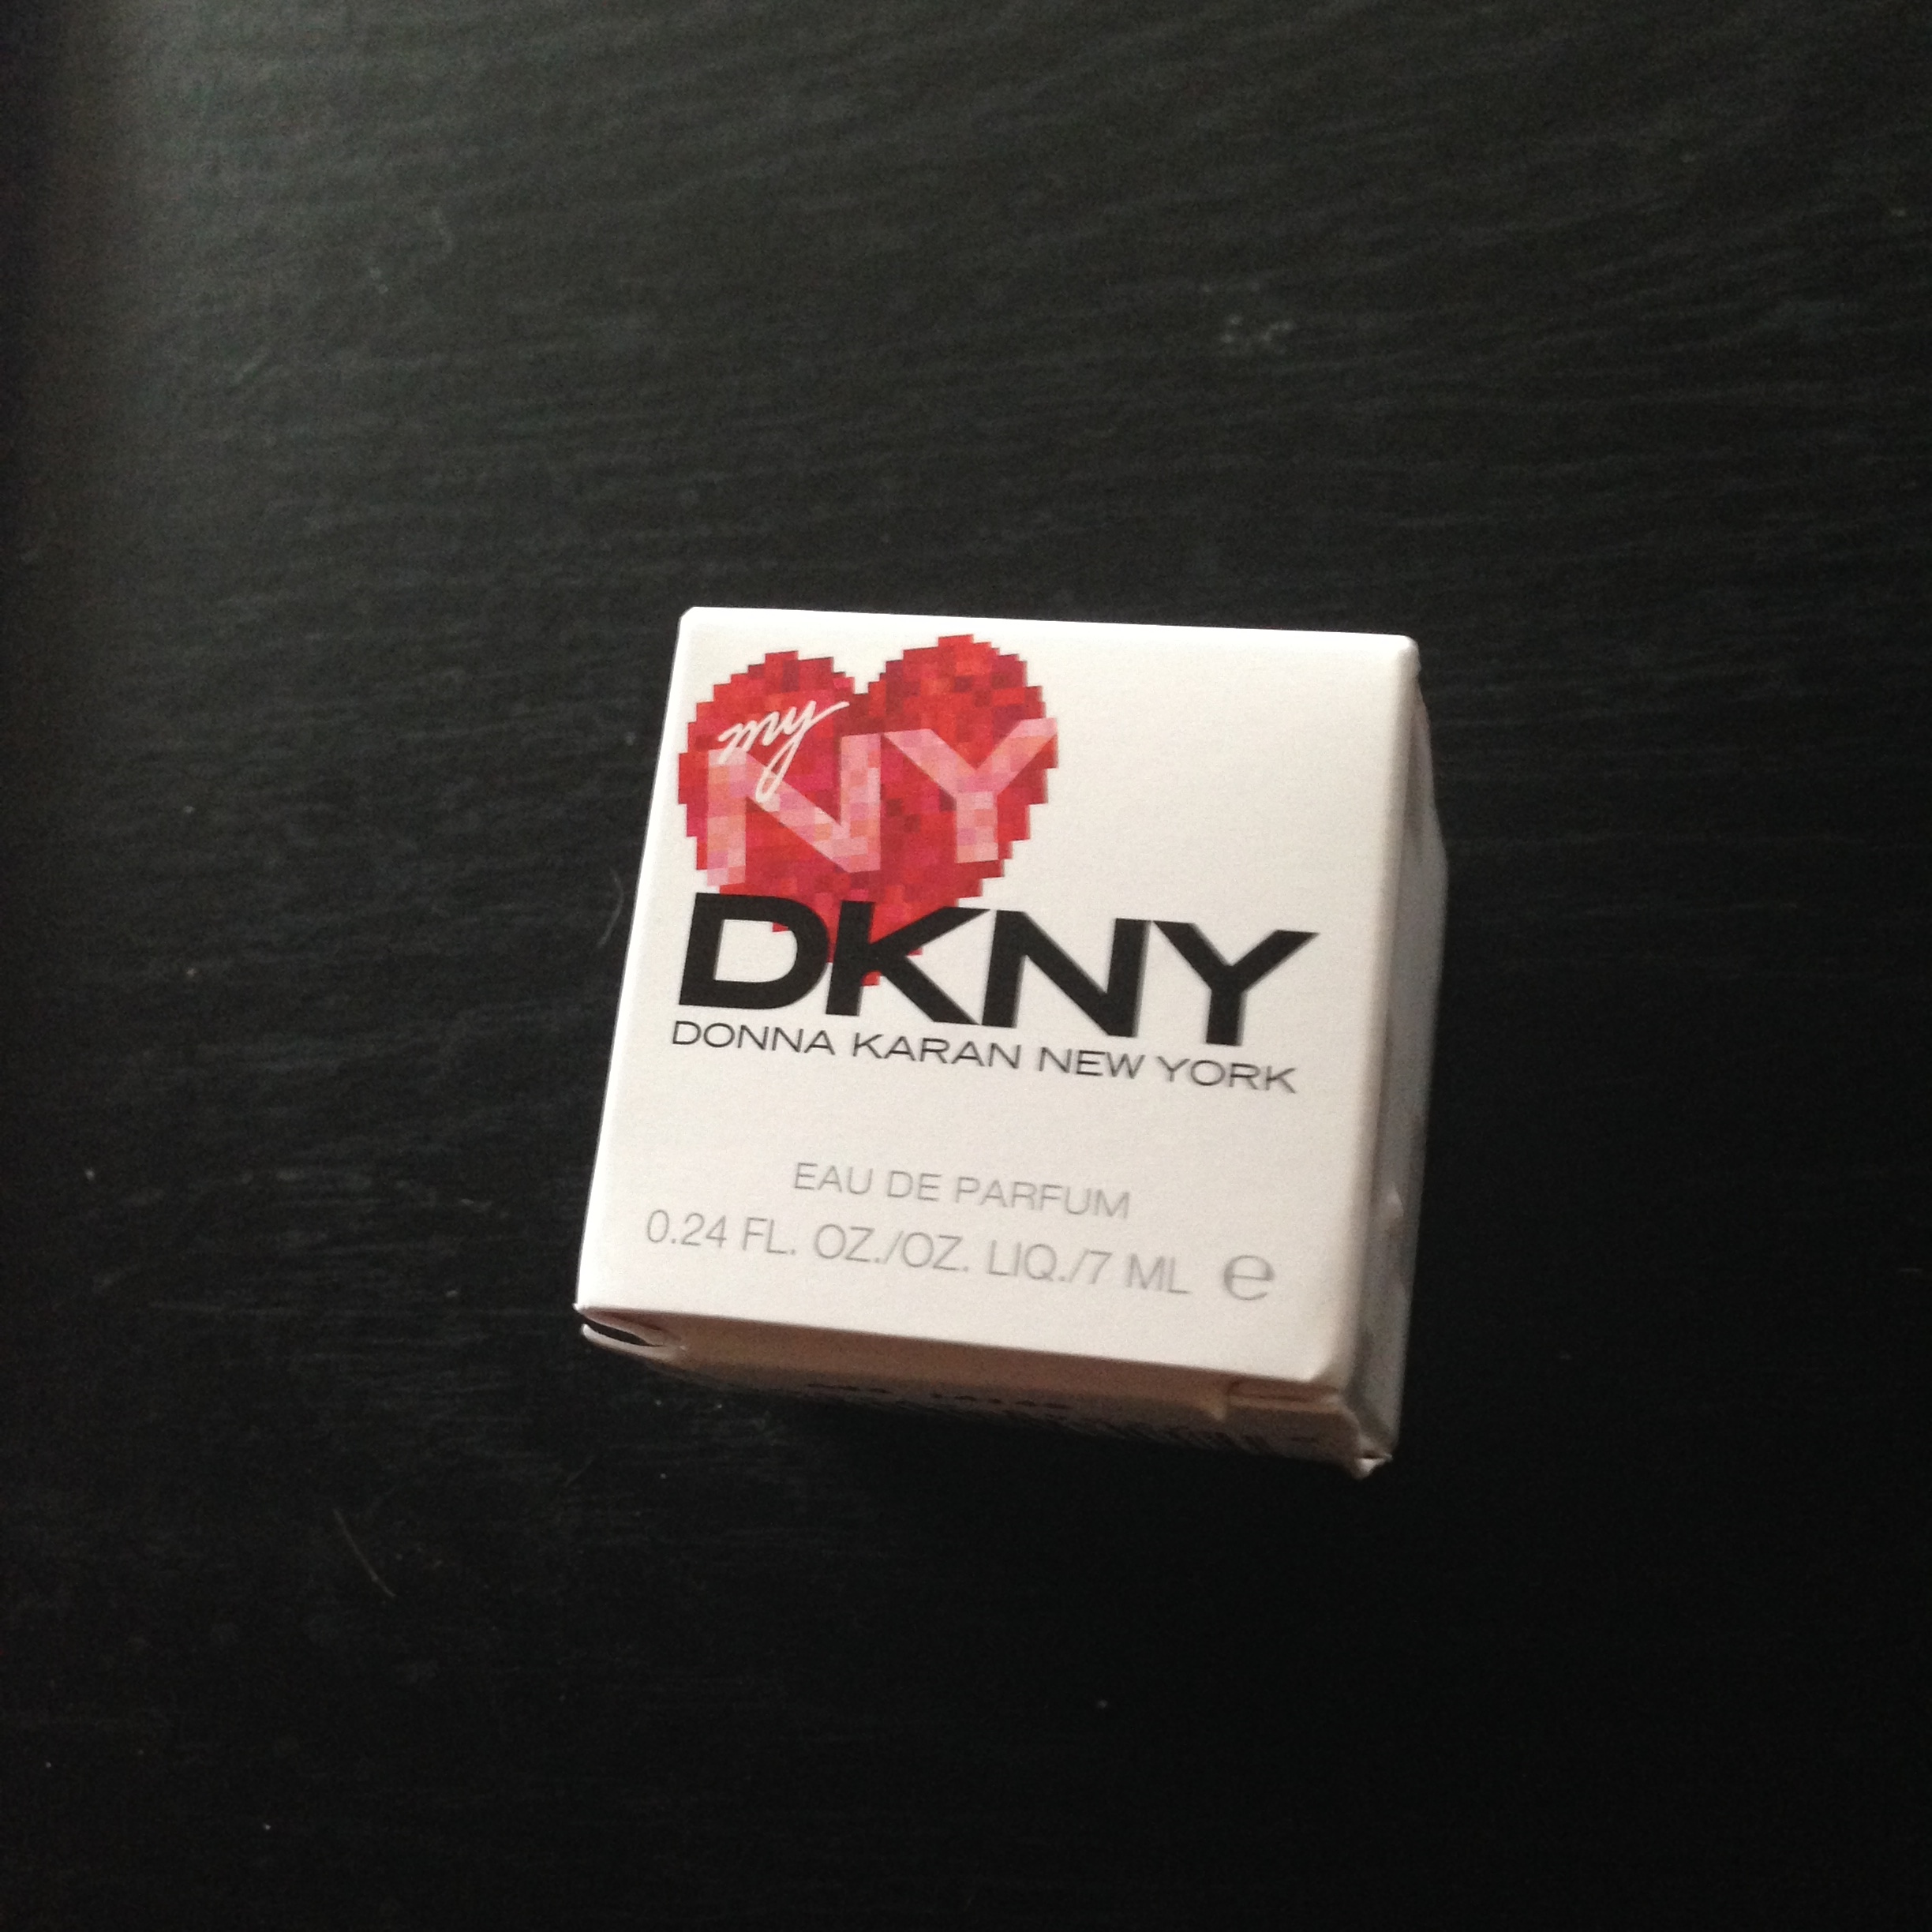 my
NY
DKNY
DONNA KARAN NEW YORK
EAU DE PARFUM
0.24 FL. OZ./OZ. LIQ./7 ML ℮